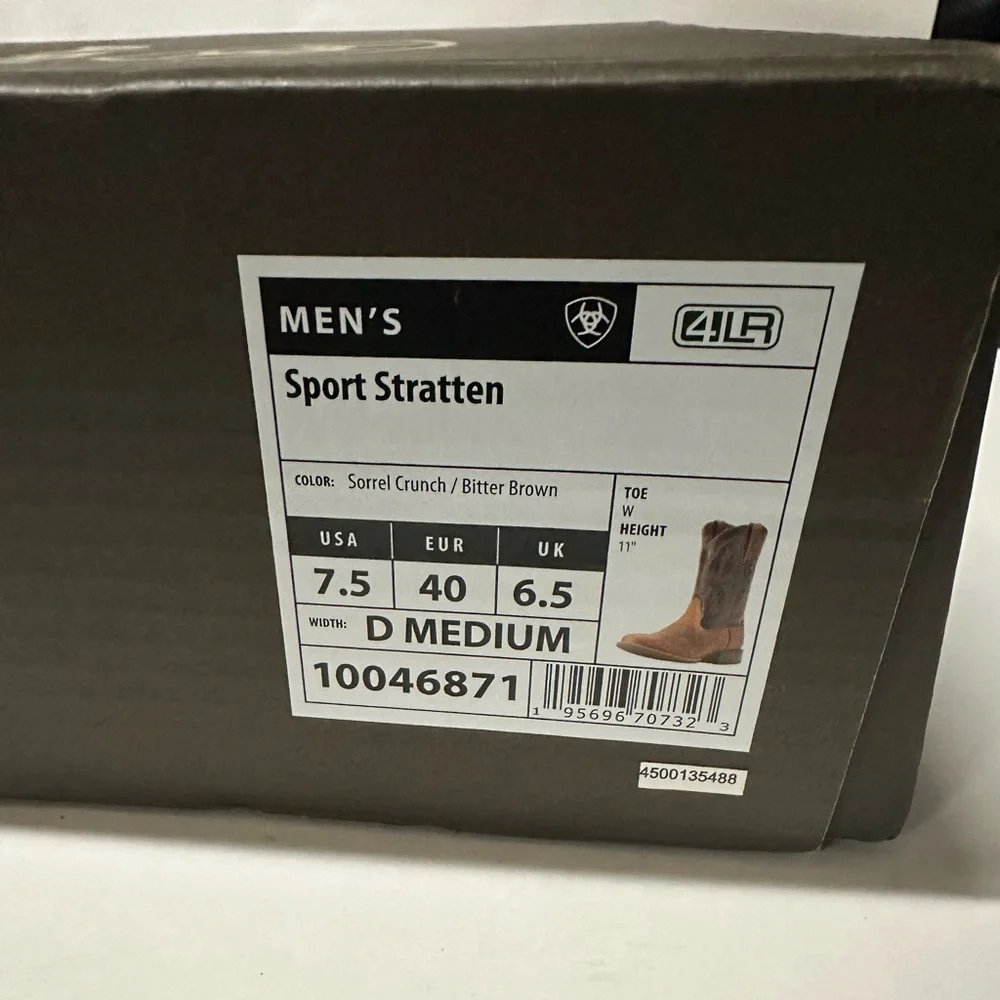 MEN'S
4LR
Sport Stratten
COLOR: Sorrel Crunch / Bitter Brown
TOE
W
HEIGHT
11"
USA EUR UK
7.5 40 6.5
WIDTH: D MEDIUM
10046871
1 95696 70732 3
4500135488